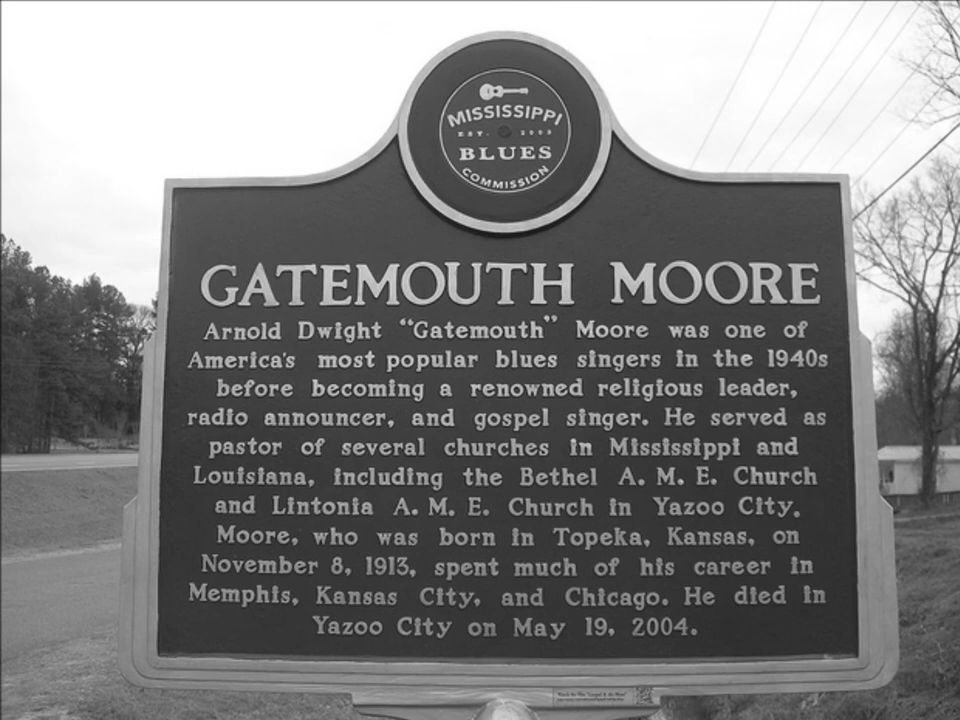 MISSISSIPPI
EST. 2003
BLUES
COMMISSION
GATEMOUTH MOORE
Arnold Dwight “Gatemouth” Moore was one of
America's most popular blues singers in the 1940s
before becoming a renowned religious leader,
radio announcer, and gospel singer. He served as
pastor of several churches in Mississippi and
Louisiana, including the Bethel A. M. E. Church
and Lintonia A. M. E. Church in Yazoo City.
Moore, who was born in Topeka, Kansas, on
November 8, 1913, spent much of his career in
Memphis, Kansas City, and Chicago. He died in
Yazoo City on May 19, 2004.